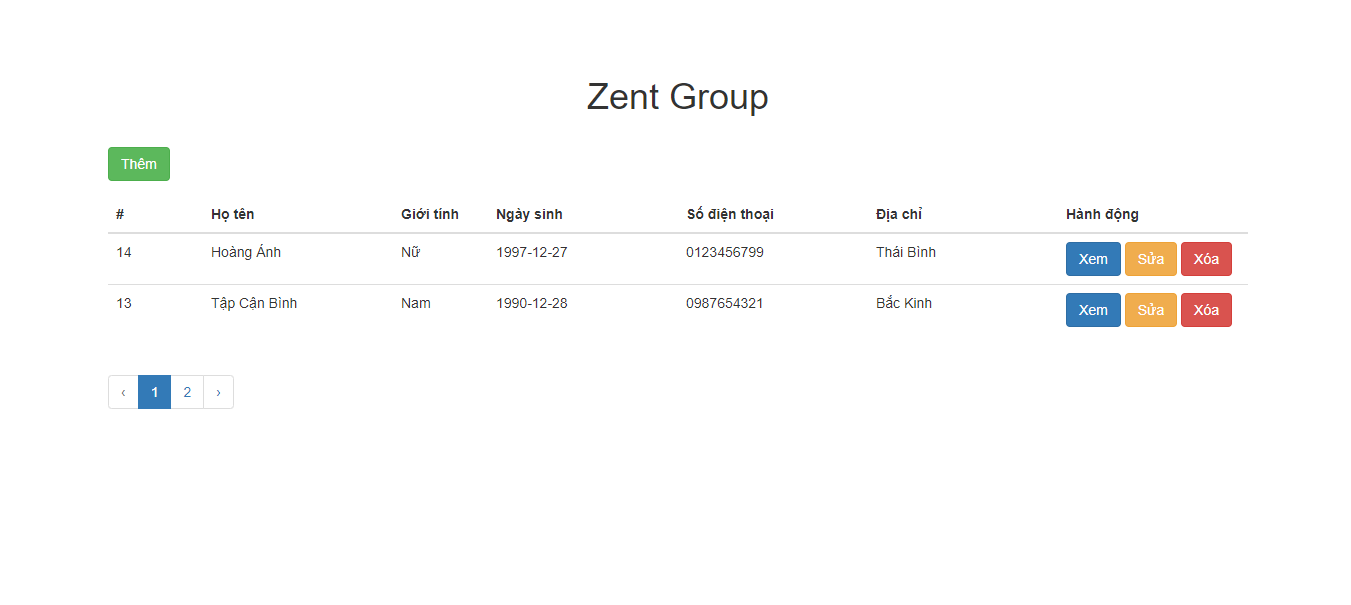 Zent Group
Thêm
# Họ tên Giới tính Ngày sinh Số điện thoại Địa chỉ Hành động
14 Hoàng Ánh Nữ 1997-12-27 0123456799 Thái Bình Xem Sửa Xóa
13 Tập Cận Bình Nam 1990-12-28 0987654321 Bắc Kinh Xem Sửa Xóa
‹ 1 2 ›